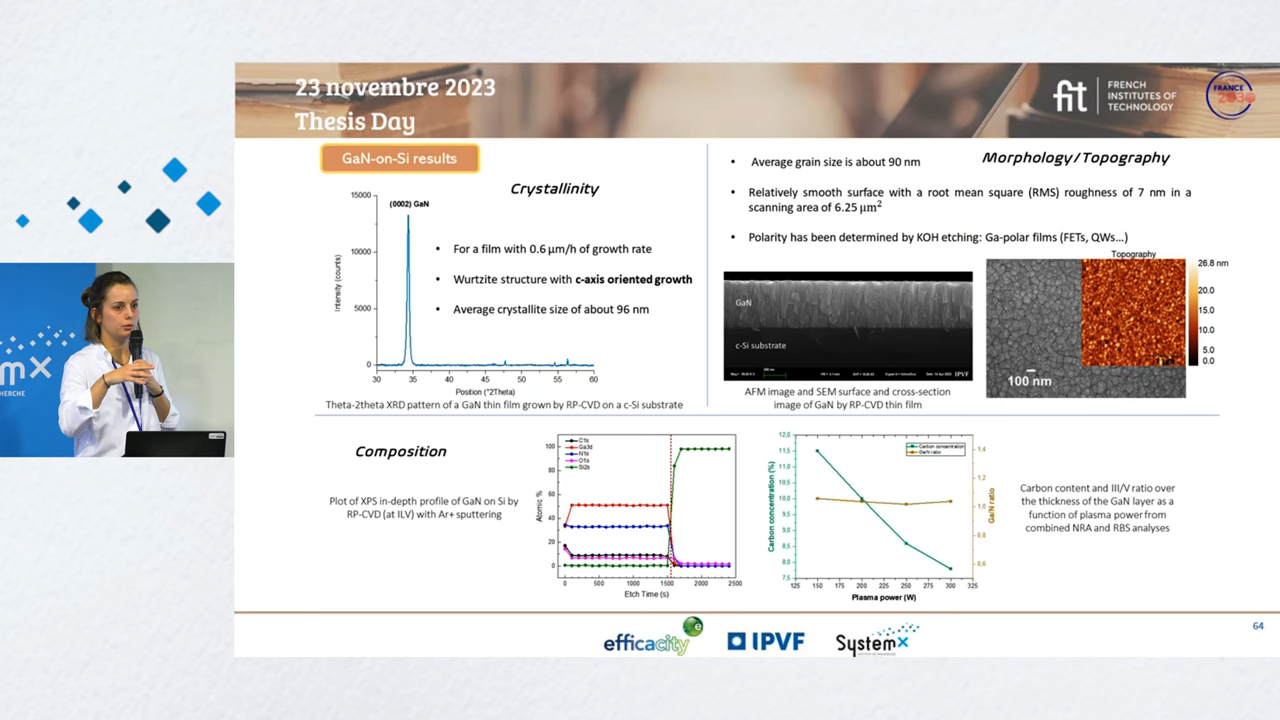 23 novembre 2023
Thesis Day
fit
FRENCH
INSTITUTES OF
TECHNOLOGY
FRANCE
2030
GaN-on-Si results
Crystallinity
15000
10000
5000
0
Intensity (counts)
(0002) GaN
30 35 40 45 50 55 60
Position (°2Theta)
• For a film with 0.6 µm/h of growth rate
• Wurtzite structure with c-axis oriented growth
• Average crystallite size of about 96 nm
Theta-2theta XRD pattern of a GaN thin film grown by RP-CVD on a c-Si substrate
Morphology/Topography
• Average grain size is about 90 nm
• Relatively smooth surface with a root mean square (RMS) roughness of 7 nm in a
scanning area of 6.25 µm²
• Polarity has been determined by KOH etching: Ga-polar films (FETs, QWs…)
GaN
c-Si substrate
IPVF
Topography
26.8 nm
20.0
15.0
10.0
5.0
0.0
100 nm
AFM image and SEM surface and cross-section
image of GaN by RP-CVD thin film
Composition
Plot of XPS in-depth profile of GaN on Si by
RP-CVD (at ILV) with Ar+ sputtering
C1s
Ga3d
N1s
O1s
Si2s
100
80
60
40
20
0
Atomic %
0 500 1000 1500 2000 2500
Etch Time (s)
12,0
11,5
11,0
10,5
10,0
9,5
9,0
8,5
8,0
7,5
Carbon concentration (%)
Carbon concentration
Ga/N ratio
1,4
1,2
1,0
0,8
0,6
Ga/N ratio
125 150 175 200 225 250 275 300 325
Plasma power (W)
Carbon content and III/V ratio over
the thickness of the GaN layer as a
function of plasma power from
combined NRA and RBS analyses
efficacity
e
IPVF
SystemX
64
mX
HERCHE